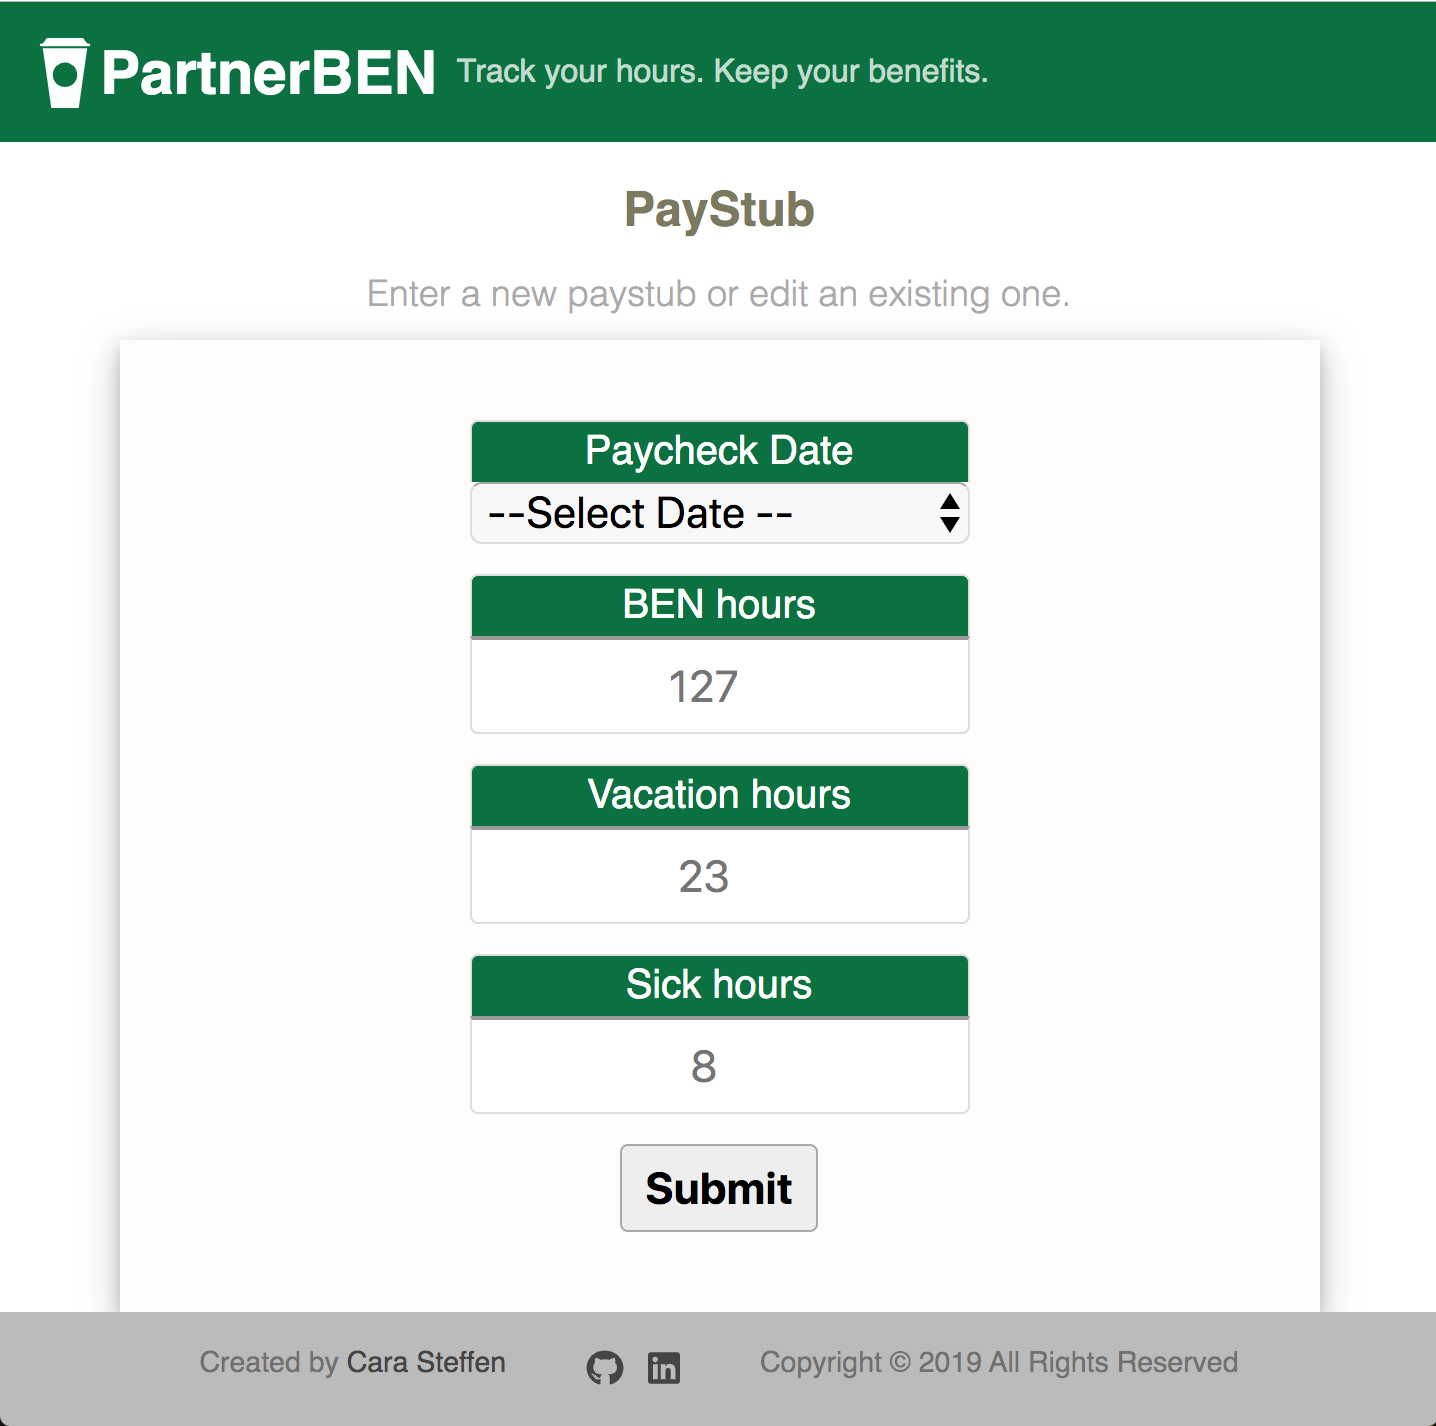 PartnerBEN Track your hours. Keep your benefits.
PayStub
Enter a new paystub or edit an existing one.
Paycheck Date
--Select Date --
BEN hours
127
Vacation hours
23
Sick hours
8
Submit
Created by Cara Steffen in Copyright © 2019 All Rights Reserved